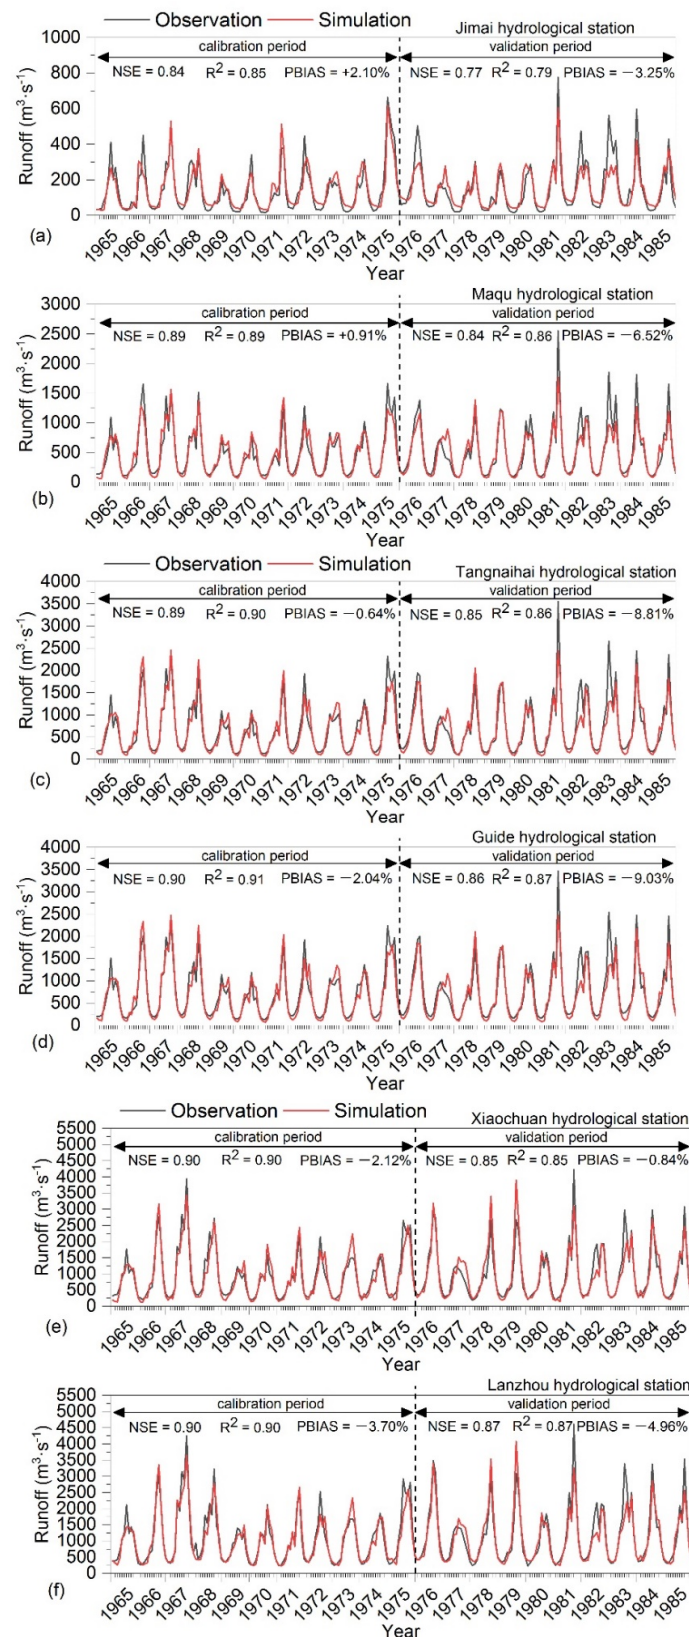 Observation Simulation
Jimai hydrological station
calibration period validation period
NSE = 0.84 R² = 0.85 PBIAS = +2.10% NSE = 0.77 R² = 0.79 PBIAS = −3.25%
Runoff (m³·s⁻¹)
1000
800
600
400
200
0
1965 1966 1967 1968 1969 1970 1971 1972 1973 1974 1975 1976 1977 1978 1979 1980 1981 1982 1983 1984 1985
(a)
Year
Maqu hydrological station
calibration period validation period
NSE = 0.89 R² = 0.89 PBIAS = +0.91% NSE = 0.84 R² = 0.86 PBIAS = −6.52%
Runoff (m³·s⁻¹)
3000
2500
2000
1500
1000
500
0
1965 1966 1967 1968 1969 1970 1971 1972 1973 1974 1975 1976 1977 1978 1979 1980 1981 1982 1983 1984 1985
(b)
Year
Observation Simulation
Tangnaihai hydrological station
calibration period validation period
NSE = 0.89 R² = 0.90 PBIAS = −0.64% NSE = 0.85 R² = 0.86 PBIAS = −8.81%
Runoff (m³·s⁻¹)
4000
3500
3000
2500
2000
1500
1000
500
0
1965 1966 1967 1968 1969 1970 1971 1972 1973 1974 1975 1976 1977 1978 1979 1980 1981 1982 1983 1984 1985
(c)
Year
Guide hydrological station
calibration period validation period
NSE = 0.90 R² = 0.91 PBIAS = −2.04% NSE = 0.86 R² = 0.87 PBIAS = −9.03%
Runoff (m³·s⁻¹)
4000
3500
3000
2500
2000
1500
1000
500
0
1965 1966 1967 1968 1969 1970 1971 1972 1973 1974 1975 1976 1977 1978 1979 1980 1981 1982 1983 1984 1985
(d)
Year
Observation Simulation
Xiaochuan hydrological station
calibration period validation period
NSE = 0.90 R² = 0.90 PBIAS = −2.12% NSE = 0.85 R² = 0.85 PBIAS = −0.84%
Runoff (m³·s⁻¹)
5500
5000
4500
4000
3500
3000
2500
2000
1500
1000
500
0
1965 1966 1967 1968 1969 1970 1971 1972 1973 1974 1975 1976 1977 1978 1979 1980 1981 1982 1983 1984 1985
(e)
Year
Lanzhou hydrological station
calibration period validation period
NSE = 0.90 R² = 0.90 PBIAS = −3.70% NSE = 0.87 R² = 0.87 PBIAS = −4.96%
Runoff (m³·s⁻¹)
5500
5000
4500
4000
3500
3000
2500
2000
1500
1000
500
0
1965 1966 1967 1968 1969 1970 1971 1972 1973 1974 1975 1976 1977 1978 1979 1980 1981 1982 1983 1984 1985
(f)
Year